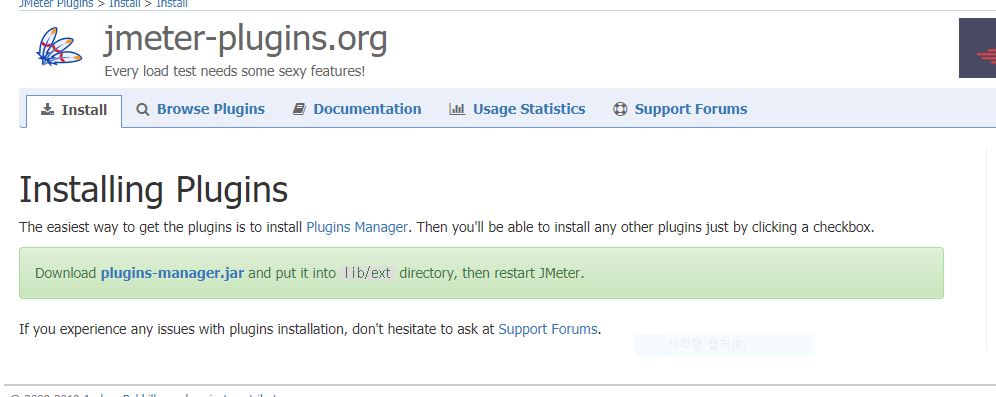 JMeter Plugins > Install > Install
jmeter-plugins.org
Every load test needs some sexy features!
Install Browse Plugins Documentation Usage Statistics Support Forums
Installing Plugins
The easiest way to get the plugins is to install Plugins Manager. Then you'll be able to install any other plugins just by clicking a checkbox.
Download plugins-manager.jar and put it into lib/ext directory, then restart JMeter.
If you experience any issues with plugins installation, don't hesitate to ask at Support Forums.
사각형 캡처(R)